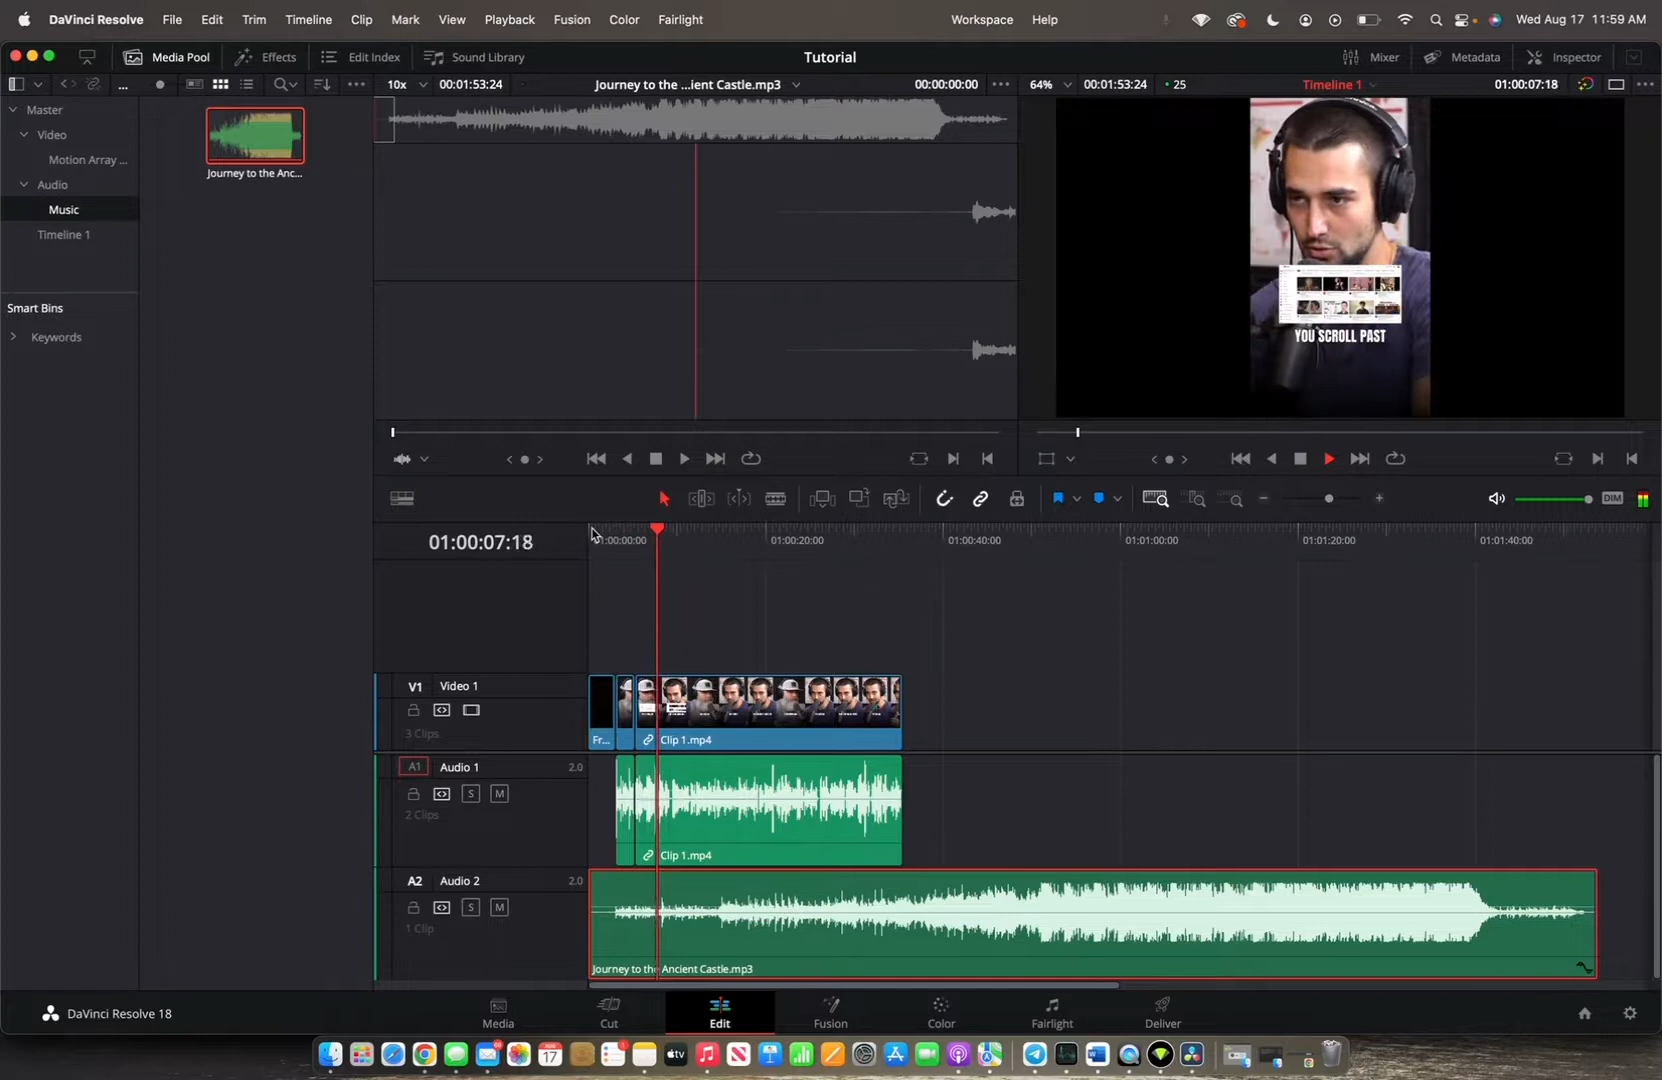 DaVinci Resolve File Edit Trim Timeline Clip Mark View Playback Fusion Color Fairlight Workspace Help Wed Aug 17 11:59 AM
Media Pool Effects Edit Index Sound Library Tutorial Mixer Metadata Inspector
... 10x 00:01:53:24 Journey to the ...ient Castle.mp3 00:00:00:00 64% 00:01:53:24 25 Timeline 1 01:00:07:18
Master
Video
Motion Array ...
Audio
Music
Timeline 1
Journey to the Anc...
Smart Bins
Keywords
YOU SCROLL PAST
DIM
01:00:07:18
01:00:20:00 01:00:40:00 01:01:00:00 01:01:20:00 01:01:40:00
V1 Video 1
3 Clips
Fr... Clip 1.mp4
A1 Audio 1 2.0
S M
2 Clips
Clip 1.mp4
A2 Audio 2 2.0
S M
1 Clip
Journey to the Ancient Castle.mp3
DaVinci Resolve 18
Media Cut Edit Fusion Color Fairlight Deliver
17
tv